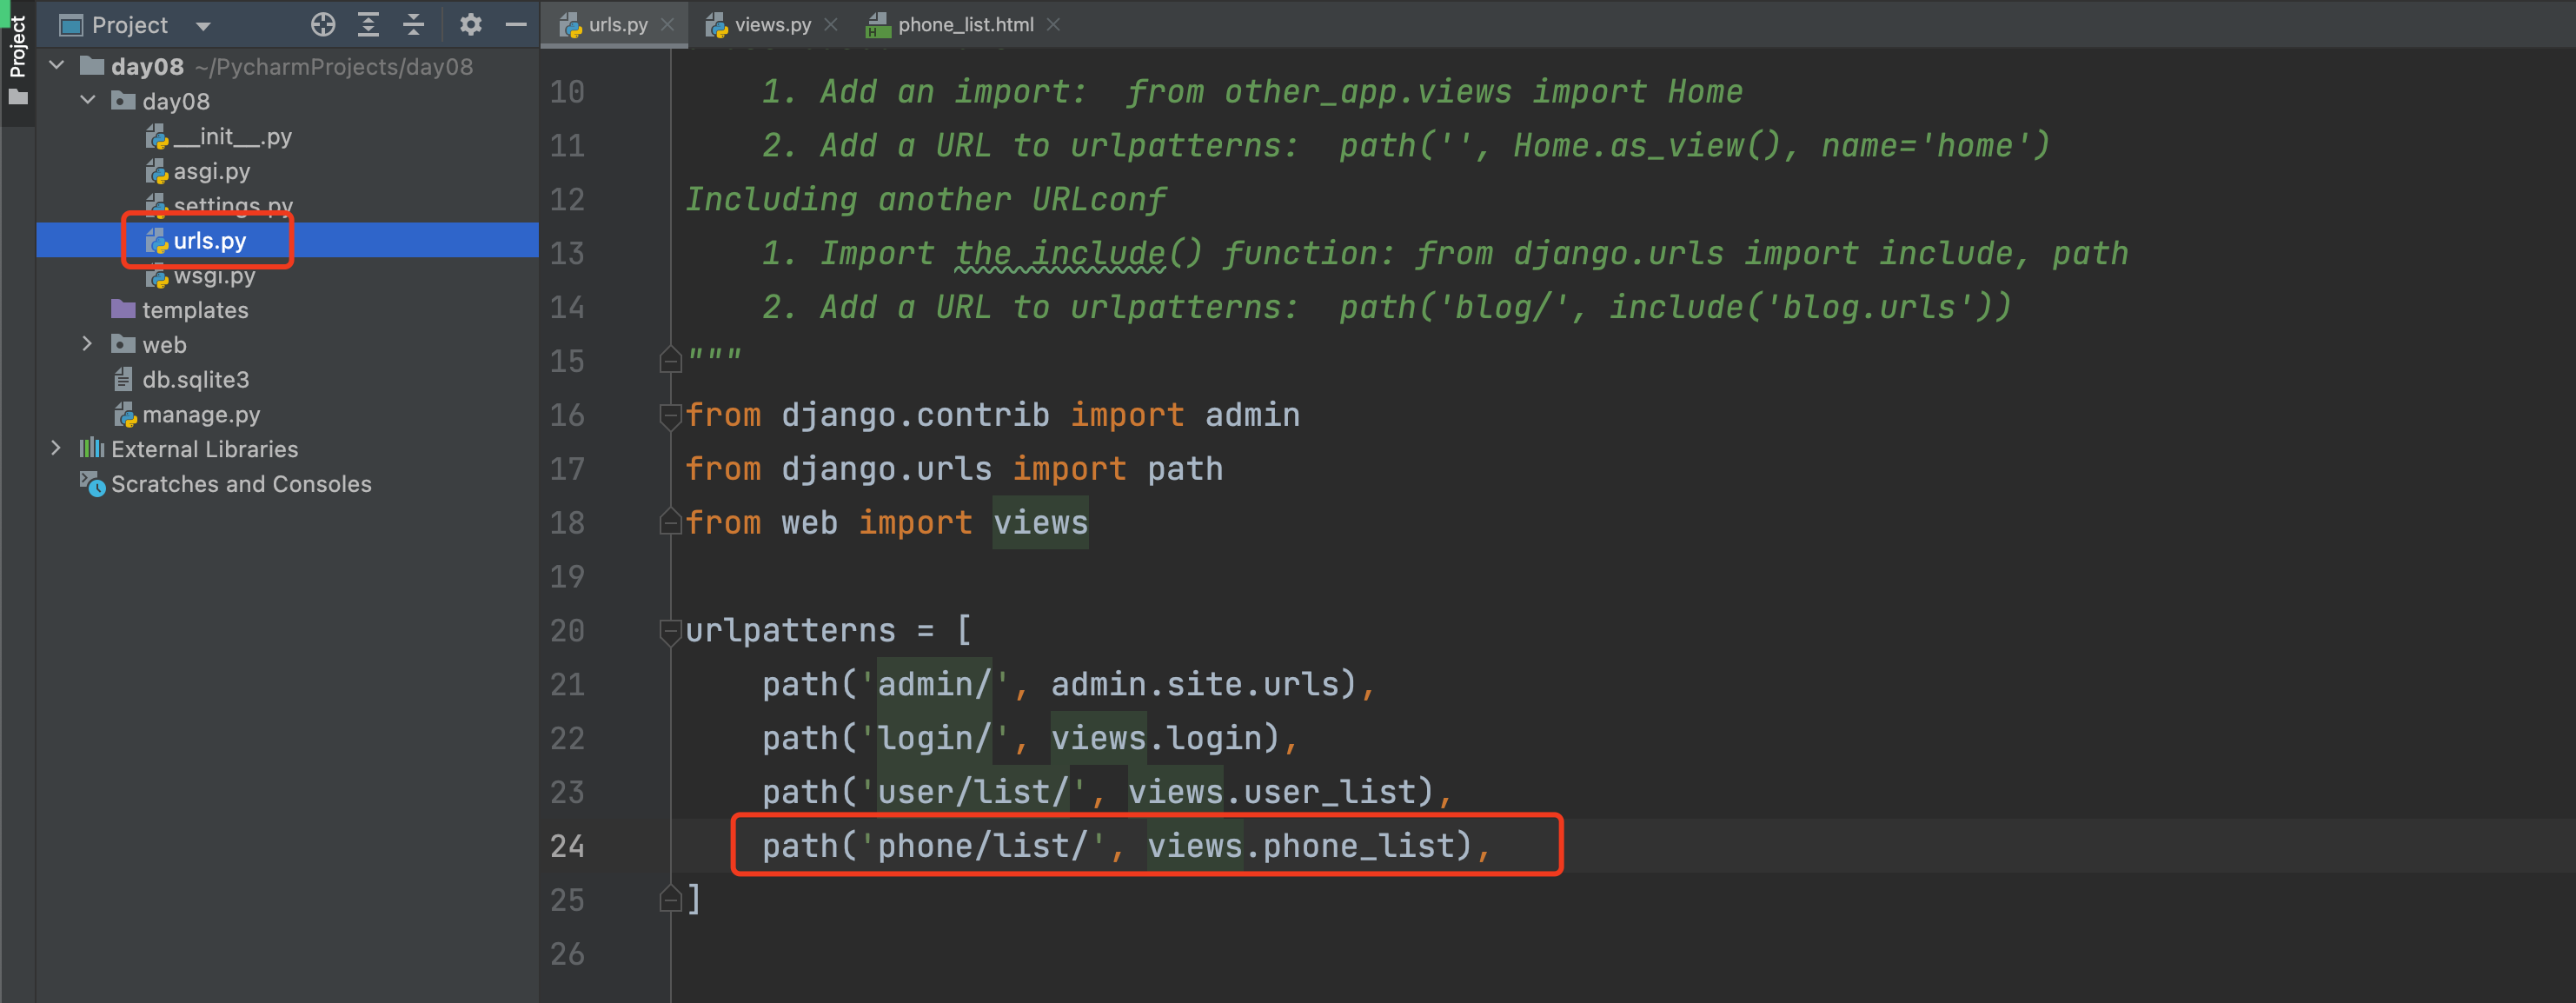 Project
Project
day08 ~/PycharmProjects/day08
day08
__init__.py
asgi.py
settings.py
urls.py
wsgi.py
templates
web
db.sqlite3
manage.py
External Libraries
Scratches and Consoles
urls.py
views.py
phone_list.html
10 1. Add an import:  from other_app.views import Home
11 2. Add a URL to urlpatterns:  path('', Home.as_view(), name='home')
12 Including another URLconf
13 1. Import the include() function: from django.urls import include, path
14 2. Add a URL to urlpatterns:  path('blog/', include('blog.urls'))
15 """
16 from django.contrib import admin
17 from django.urls import path
18 from web import views
19
20 urlpatterns = [
21 path('admin/', admin.site.urls),
22 path('login/', views.login),
23 path('user/list/', views.user_list),
24 path('phone/list/', views.phone_list),
25 ]
26